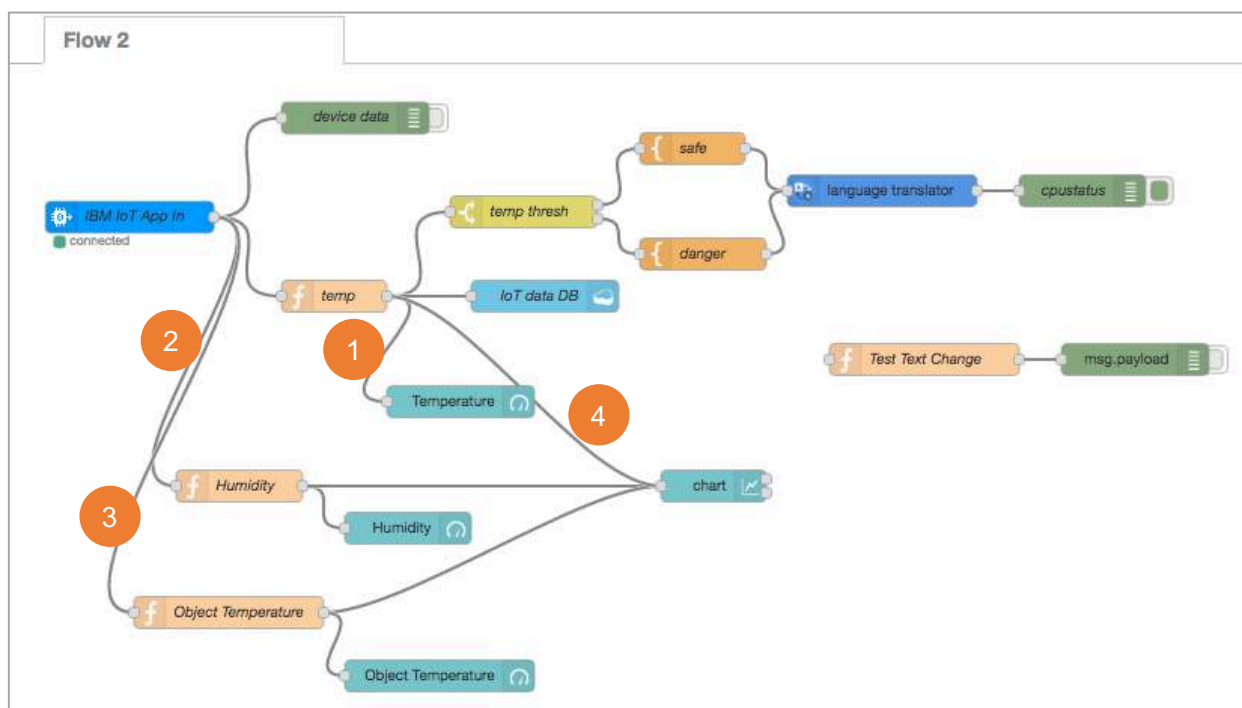 Flow 2
device data
safe
IBM IoT App In
connected
temp thresh
language translator
cpustatus
danger
temp
IoT data DB
1
2
Test Text Change
msg.payload
Temperature
4
Humidity
chart
3
Humidity
Object Temperature
Object Temperature